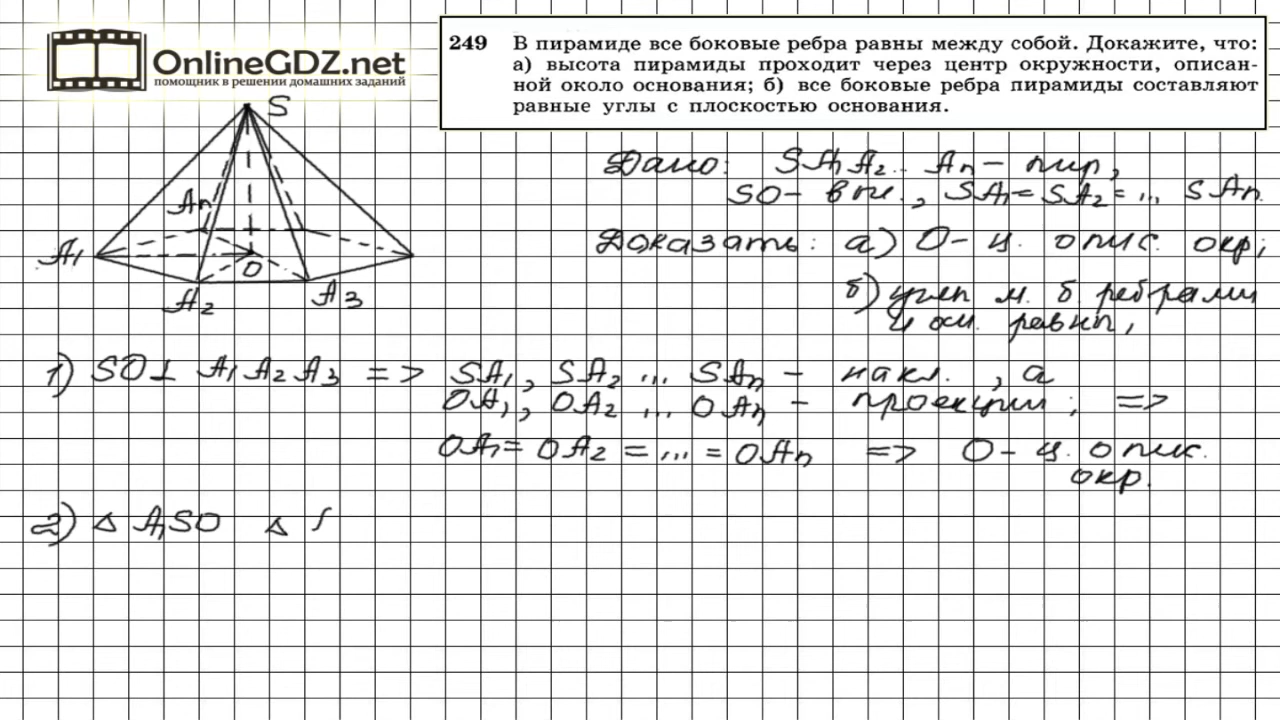 OnlineGDZ.net
помощник в решении домашних заданий
249 В пирамиде все боковые ребра равны между собой. Докажите, что:
а) высота пирамиды проходит через центр окружности, описан-
ной около основания; б) все боковые ребра пирамиды составляют
равные углы с плоскостью основания.
S
An
A1
O
A2
A3
Дано: SA1A2...An - пир,
SO - выс., SA1 = SA2 = ... SAn
Доказать: а) O - ц. опис. окр;
б) углы м. б. ребрами
и осн. равны,
1) SO⊥ A1A2A3 => SA1, SA2 ... SAn - накл., а
OA1, OA2 ... OAn - проекции; =>
OA1 = OA2 = ... = OAn => O - ц. опис.
окр.
2) △ A1SO △